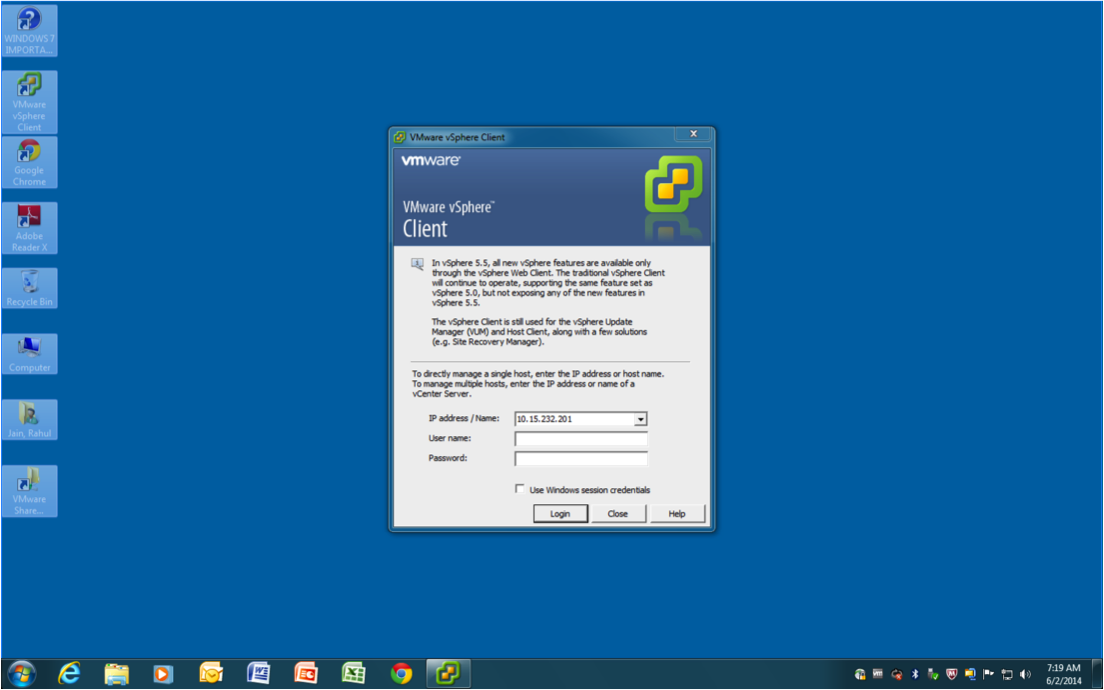 WINDOWS 7
IMPORTA...
VMware
vSphere
Client
Google
Chrome
Adobe
Reader X
Recycle Bin
Computer
Jain, Rahul
VMware
Share...
VMware vSphere Client
vmware
VMware vSphere™
Client
In vSphere 5.5, all new vSphere features are available only
through the vSphere Web Client. The traditional vSphere Client
will continue to operate, supporting the same feature set as
vSphere 5.0, but not exposing any of the new features in
vSphere 5.5.
The vSphere Client is still used for the vSphere Update
Manager (VUM) and Host Client, along with a few solutions
(e.g. Site Recovery Manager).
To directly manage a single host, enter the IP address or host name.
To manage multiple hosts, enter the IP address or name of a
vCenter Server.
IP address / Name: 10.15.232.201
User name:
Password:
Use Windows session credentials
Login Close Help
7:19 AM
6/2/2014